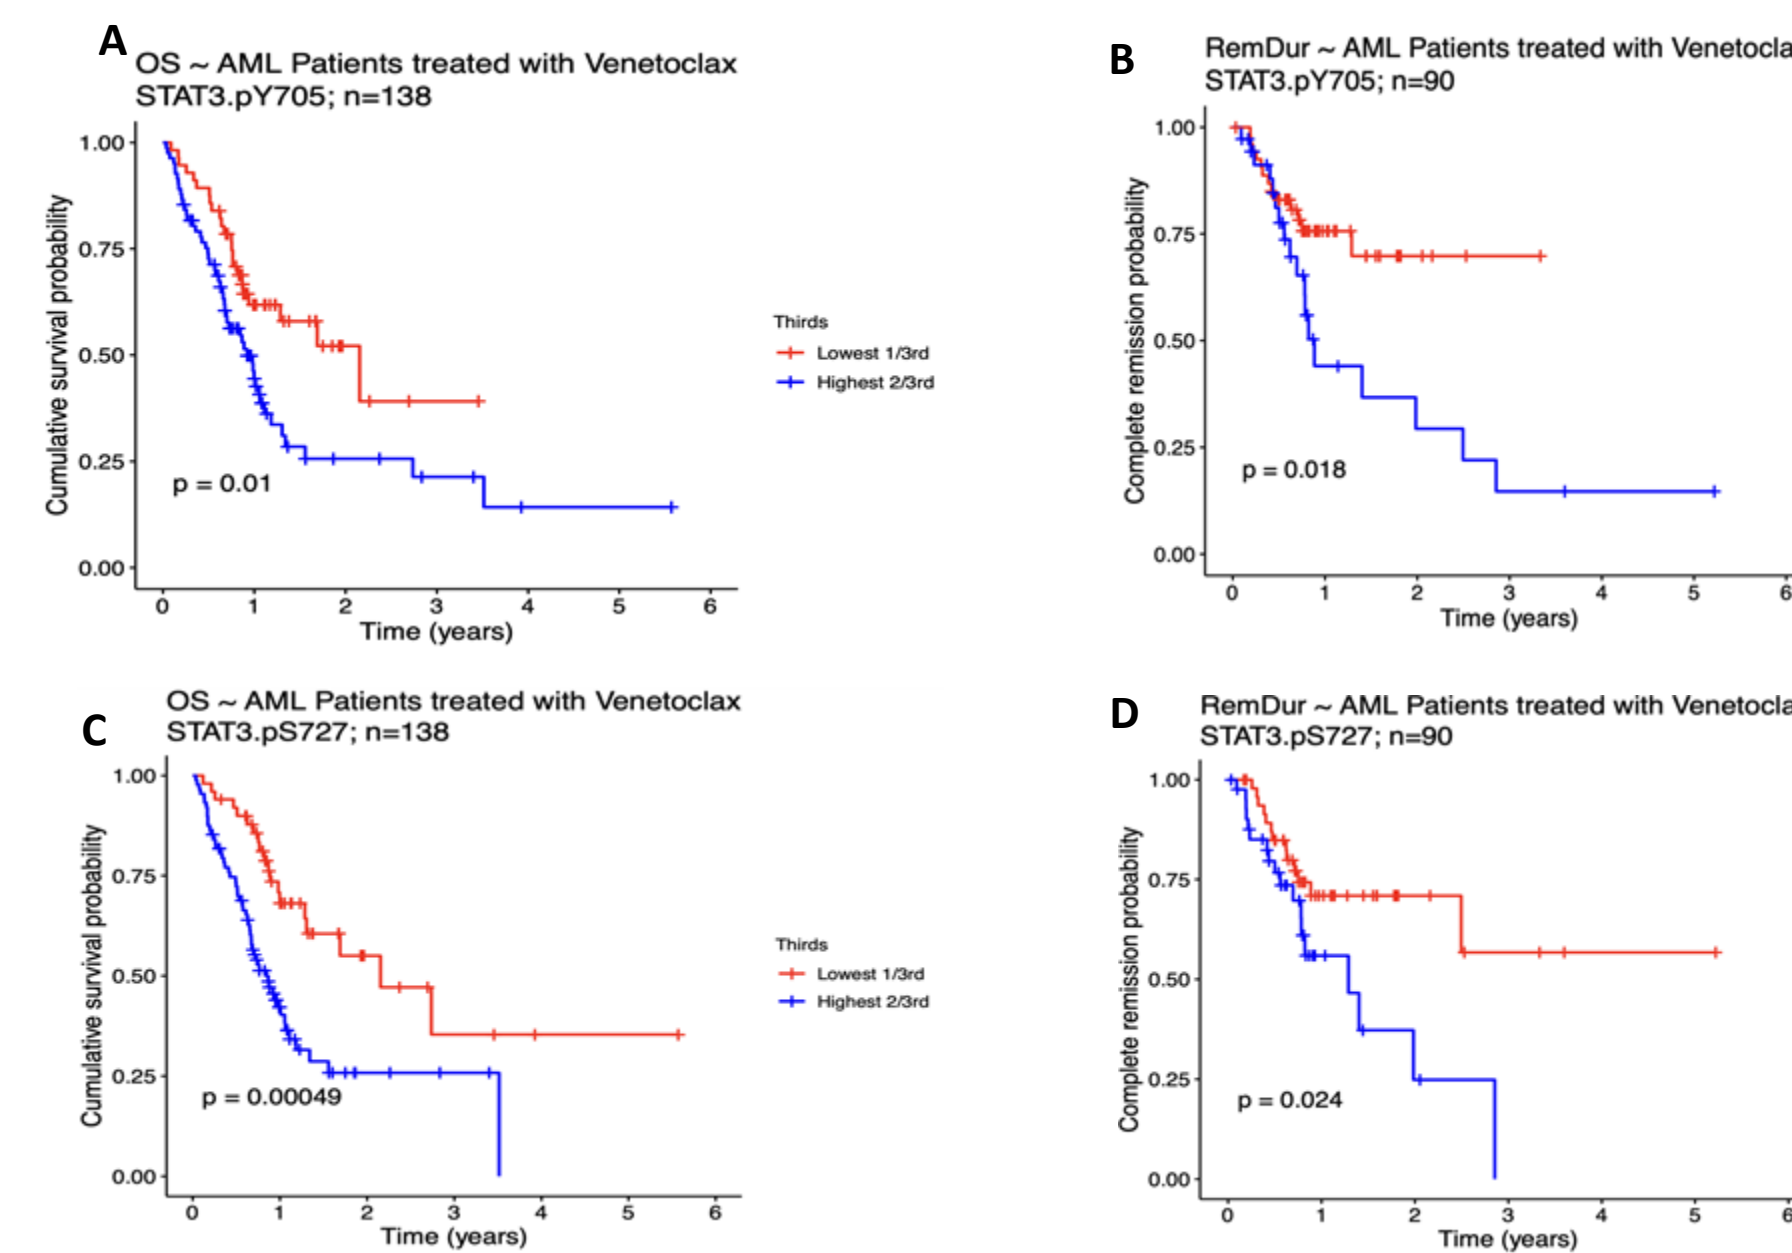 A
OS ~ AML Patients treated with Venetoclax
STAT3.pY705; n=138
Cumulative survival probability
1.00
0.75
0.50
0.25
0.00
p = 0.01
0 1 2 3 4 5 6
Time (years)
Thirds
Lowest 1/3rd
Highest 2/3rd
B
RemDur ~ AML Patients treated with Venetocla
STAT3.pY705; n=90
Complete remission probability
1.00
0.75
0.50
0.25
0.00
p = 0.018
0 1 2 3 4 5 6
Time (years)
C
OS ~ AML Patients treated with Venetoclax
STAT3.pS727; n=138
Cumulative survival probability
1.00
0.75
0.50
0.25
0.00
p = 0.00049
0 1 2 3 4 5 6
Time (years)
Thirds
Lowest 1/3rd
Highest 2/3rd
D
RemDur ~ AML Patients treated with Venetocla
STAT3.pS727; n=90
Complete remission probability
1.00
0.75
0.50
0.25
0.00
p = 0.024
0 1 2 3 4 5 6
Time (years)